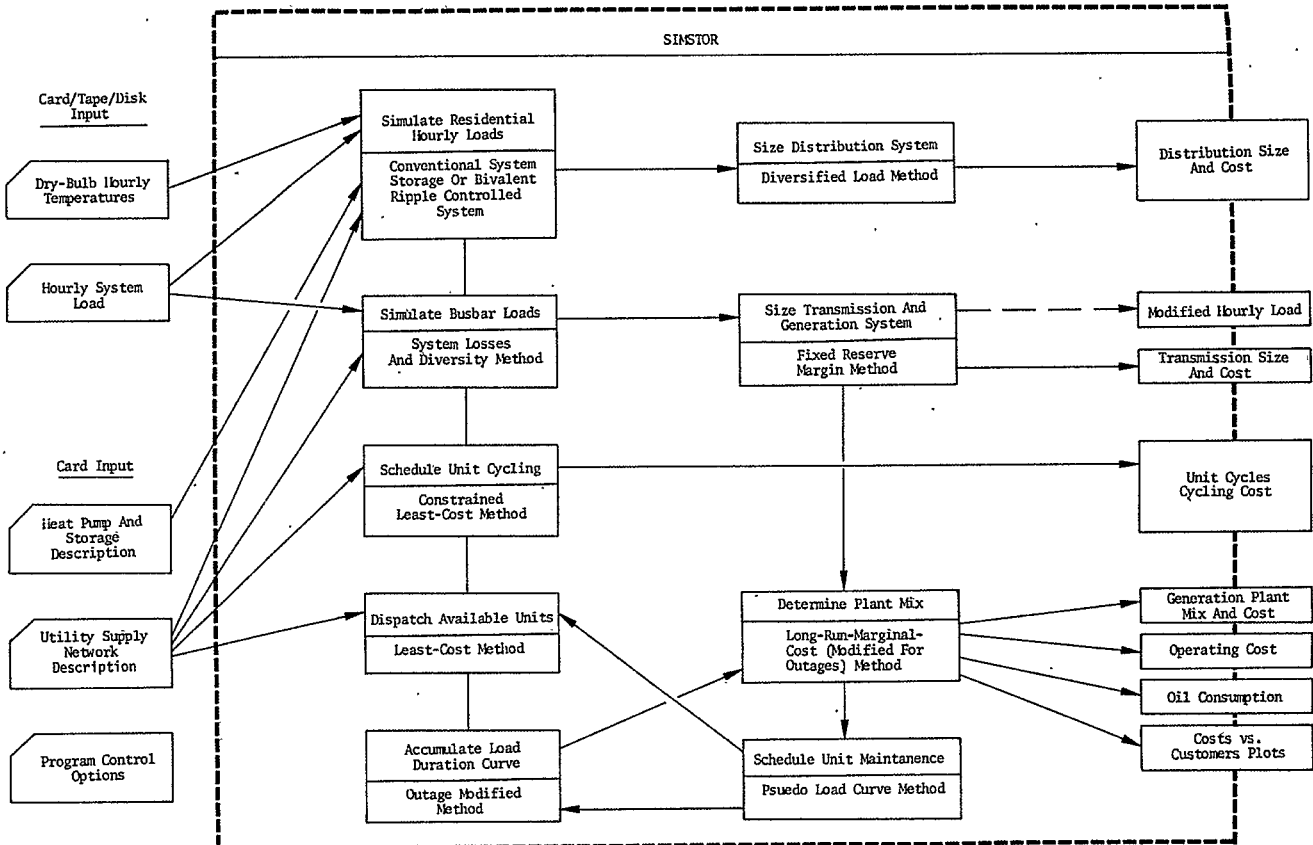 SIMSTOR
Card/Tape/Disk
Input
Dry-Bulb Hourly
Temperatures
Hourly System
Load
Card Input
Heat Pump And
Storage
Description
Utility Supply
Network
Description
Program Control
Options
Simulate Residential
Hourly Loads
Conventional System
Storage Or Bivalent
Ripple Controlled
System
Simulate Busbar Loads
System Losses
And Diversity Method
Schedule Unit Cycling
Constrained
Least-Cost Method
Dispatch Available Units
Least-Cost Method
Accumulate Load
Duration Curve
Outage Modified
Method
Size Distribution System
Diversified Load Method
Size Transmission And
Generation System
Fixed Reserve
Margin Method
Determine Plant Mix
Long-Run-Marginal-
Cost (Modified For
Outages) Method
Schedule Unit Maintanence
Psuedo Load Curve Method
Distribution Size
And Cost
Modified Hourly Load
Transmission Size
And Cost
Unit Cycles
Cycling Cost
Generation Plant
Mix And Cost
Operating Cost
Oil Consumption
Costs vs.
Customers Plots